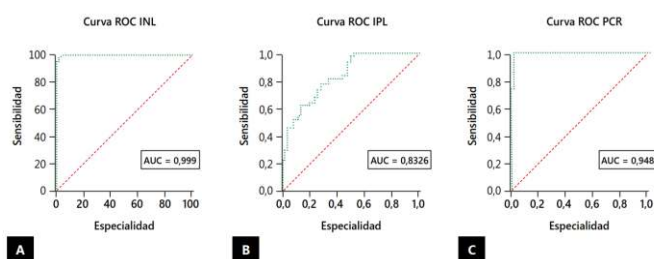 Curva ROC INL
Sensibilidad
100
80
60
40
20
0
0 20 40 60 80 100
AUC = 0,999
Especialidad
A
Curva ROC IPL
Sensibilidad
1,0
0,8
0,6
0,4
0,2
0,0
0,0 0,2 0,4 0,6 0,8 1,0
AUC = 0,8326
Especialidad
B
Curva ROC PCR
Sensibilidad
1,0
0,8
0,6
0,4
0,2
0,0
0,0 0,2 0,4 0,6 0,8 1,0
AUC = 0,948
Especialidad
C